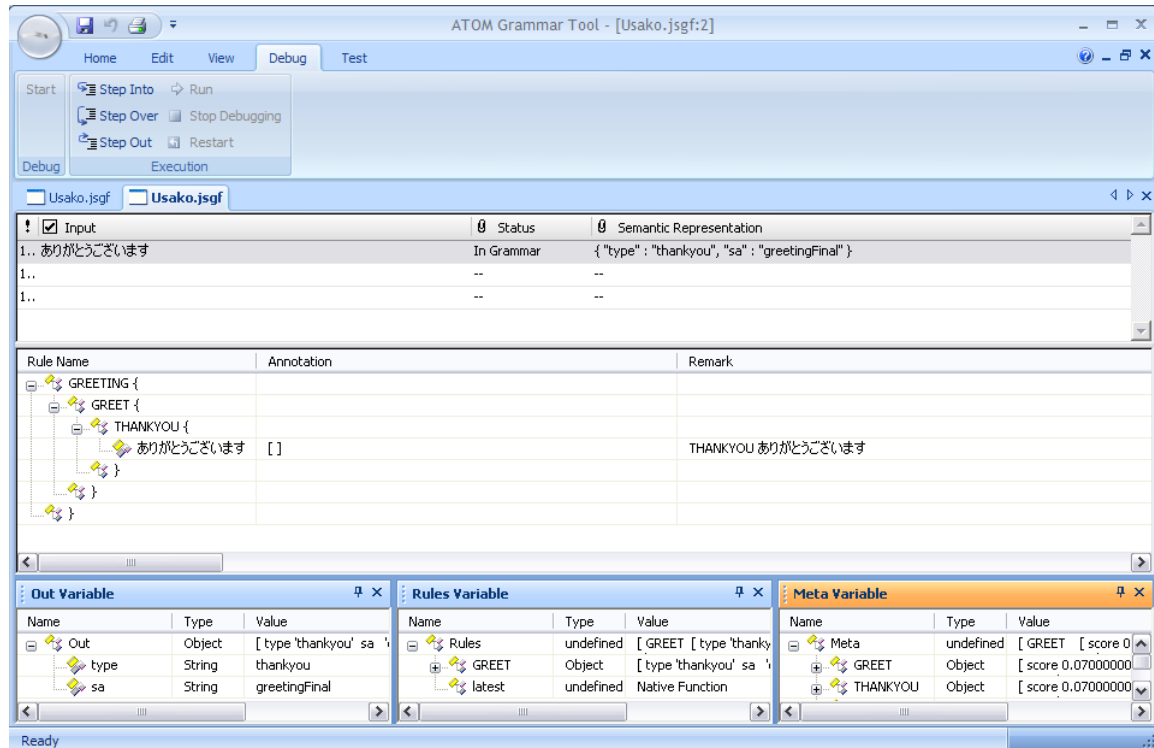 ATOM Grammar Tool - [Usako.jsgf:2]
Home Edit View Debug Test
Start Step Into Run
Step Over Stop Debugging
Step Out Restart
Debug Execution
Usako.jsgf Usako.jsgf
! Input Status Semantic Representation
1.. ありがとうございます In Grammar { "type" : "thankyou", "sa" : "greetingFinal" }
1.. -- --
1.. -- --
Rule Name Annotation Remark
GREETING {
GREET {
THANKYOU {
ありがとうございます [ ] THANKYOU ありがとうございます
}
}
}
Out Variable Rules Variable Meta Variable
Name Type Value Name Type Value Name Type Value
Out Object [ type 'thankyou' sa ' Rules undefined [ GREET [ type 'thanky Meta undefined [ GREET [ score 0
type String thankyou GREET Object [ type 'thankyou' sa ' GREET Object [ score 0.07000000
sa String greetingFinal latest undefined Native Function THANKYOU Object [ score 0.07000000
Ready